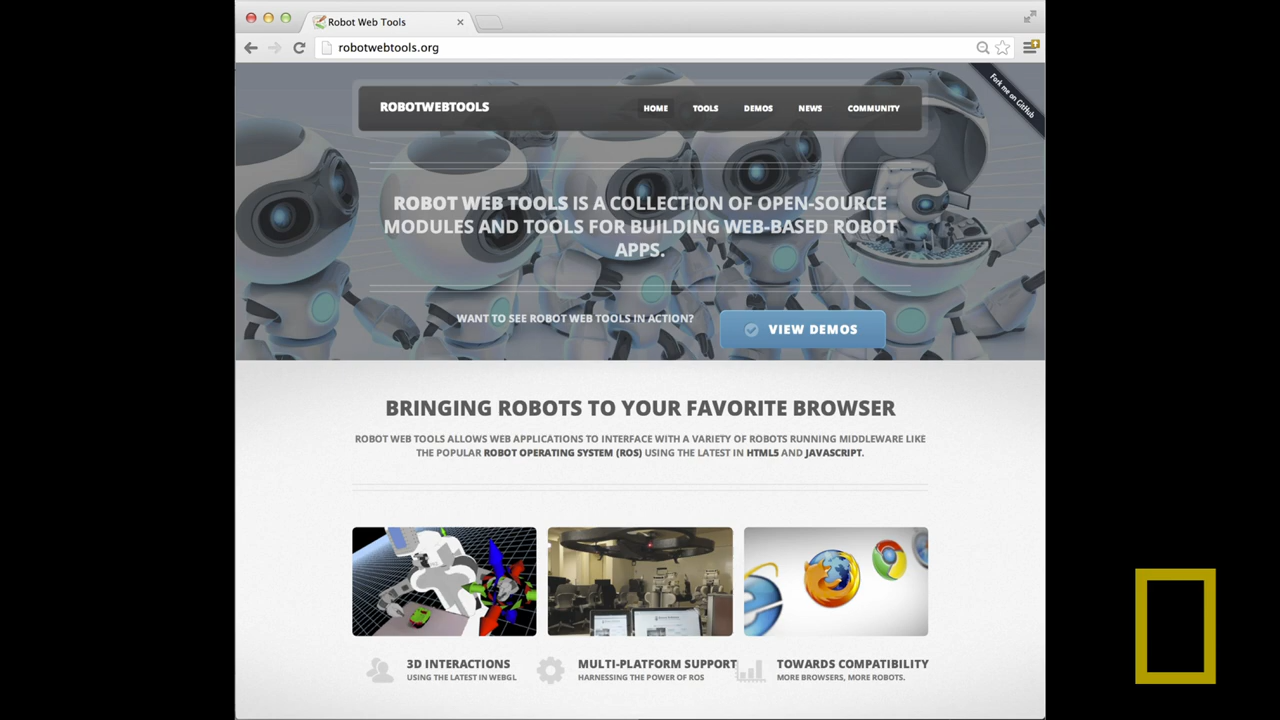 Robot Web Tools
robotwebtools.org
Fork me on GitHub
ROBOTWEBTOOLS
HOME
TOOLS
DEMOS
NEWS
COMMUNITY
ROBOT WEB TOOLS IS A COLLECTION OF OPEN-SOURCE
MODULES AND TOOLS FOR BUILDING WEB-BASED ROBOT
APPS.
WANT TO SEE ROBOT WEB TOOLS IN ACTION?
VIEW DEMOS
BRINGING ROBOTS TO YOUR FAVORITE BROWSER
ROBOT WEB TOOLS ALLOWS WEB APPLICATIONS TO INTERFACE WITH A VARIETY OF ROBOTS RUNNING MIDDLEWARE LIKE
THE POPULAR ROBOT OPERATING SYSTEM (ROS) USING THE LATEST IN HTML5 AND JAVASCRIPT.
3D INTERACTIONS
USING THE LATEST IN WEBGL
MULTI-PLATFORM SUPPORT
HARNESSING THE POWER OF ROS
TOWARDS COMPATIBILITY
MORE BROWSERS, MORE ROBOTS.